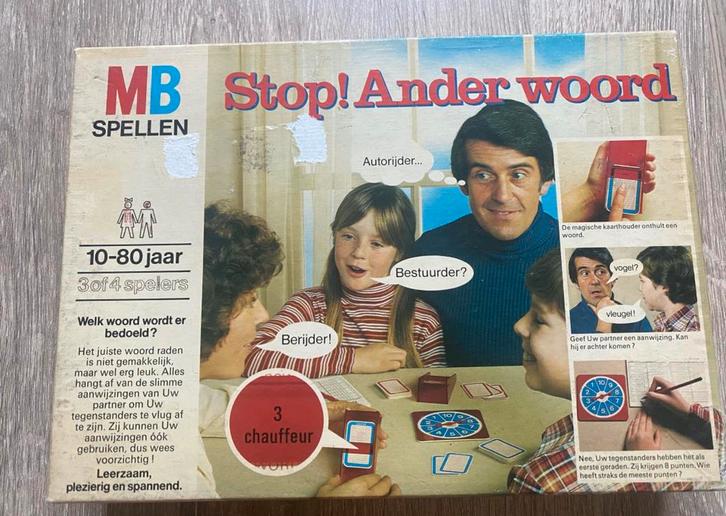 MB
SPELLEN
Stop! Ander woord
10-80 jaar
3 of 4 spelers
Welk woord wordt er
bedoeld?
Het juiste woord raden
is niet gemakkelijk,
maar wel erg leuk. Alles
hangt af van de slimme
aanwijzingen van Uw
partner om Uw
tegenstanders te vlug af
te zijn. Zij kunnen Uw
aanwijzingen óók
gebruiken, dus wees
voorzichtig!
Leerzaam,
plezierig en spannend.
Autorijder...
Bestuurder?
Berijder!
3
chauffeur
De magische kaarthouder onthult een
woord.
vogel?
vleugel!
Geef Uw partner een aanwijzing. Kan
hij er achter komen?
Nee, Uw tegenstanders hebben het als
eerste geraden. Zij krijgen 8 punten. Wie
heeft straks de meeste punten?